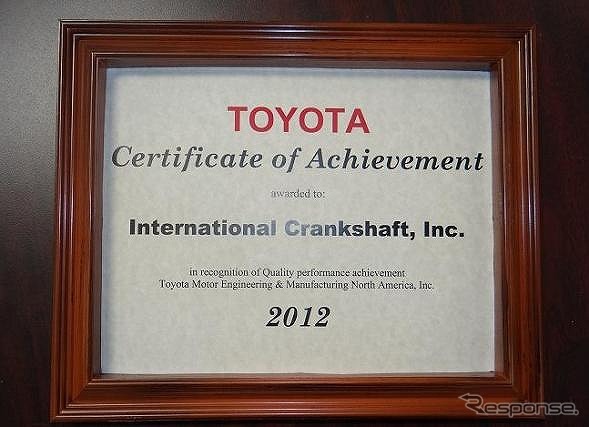 TOYOTA
Certificate of Achievement
awarded to:
International Crankshaft, Inc.
in recognition of Quality performance achievement
Toyota Motor Engineering & Manufacturing North America, Inc.
2012
Response.